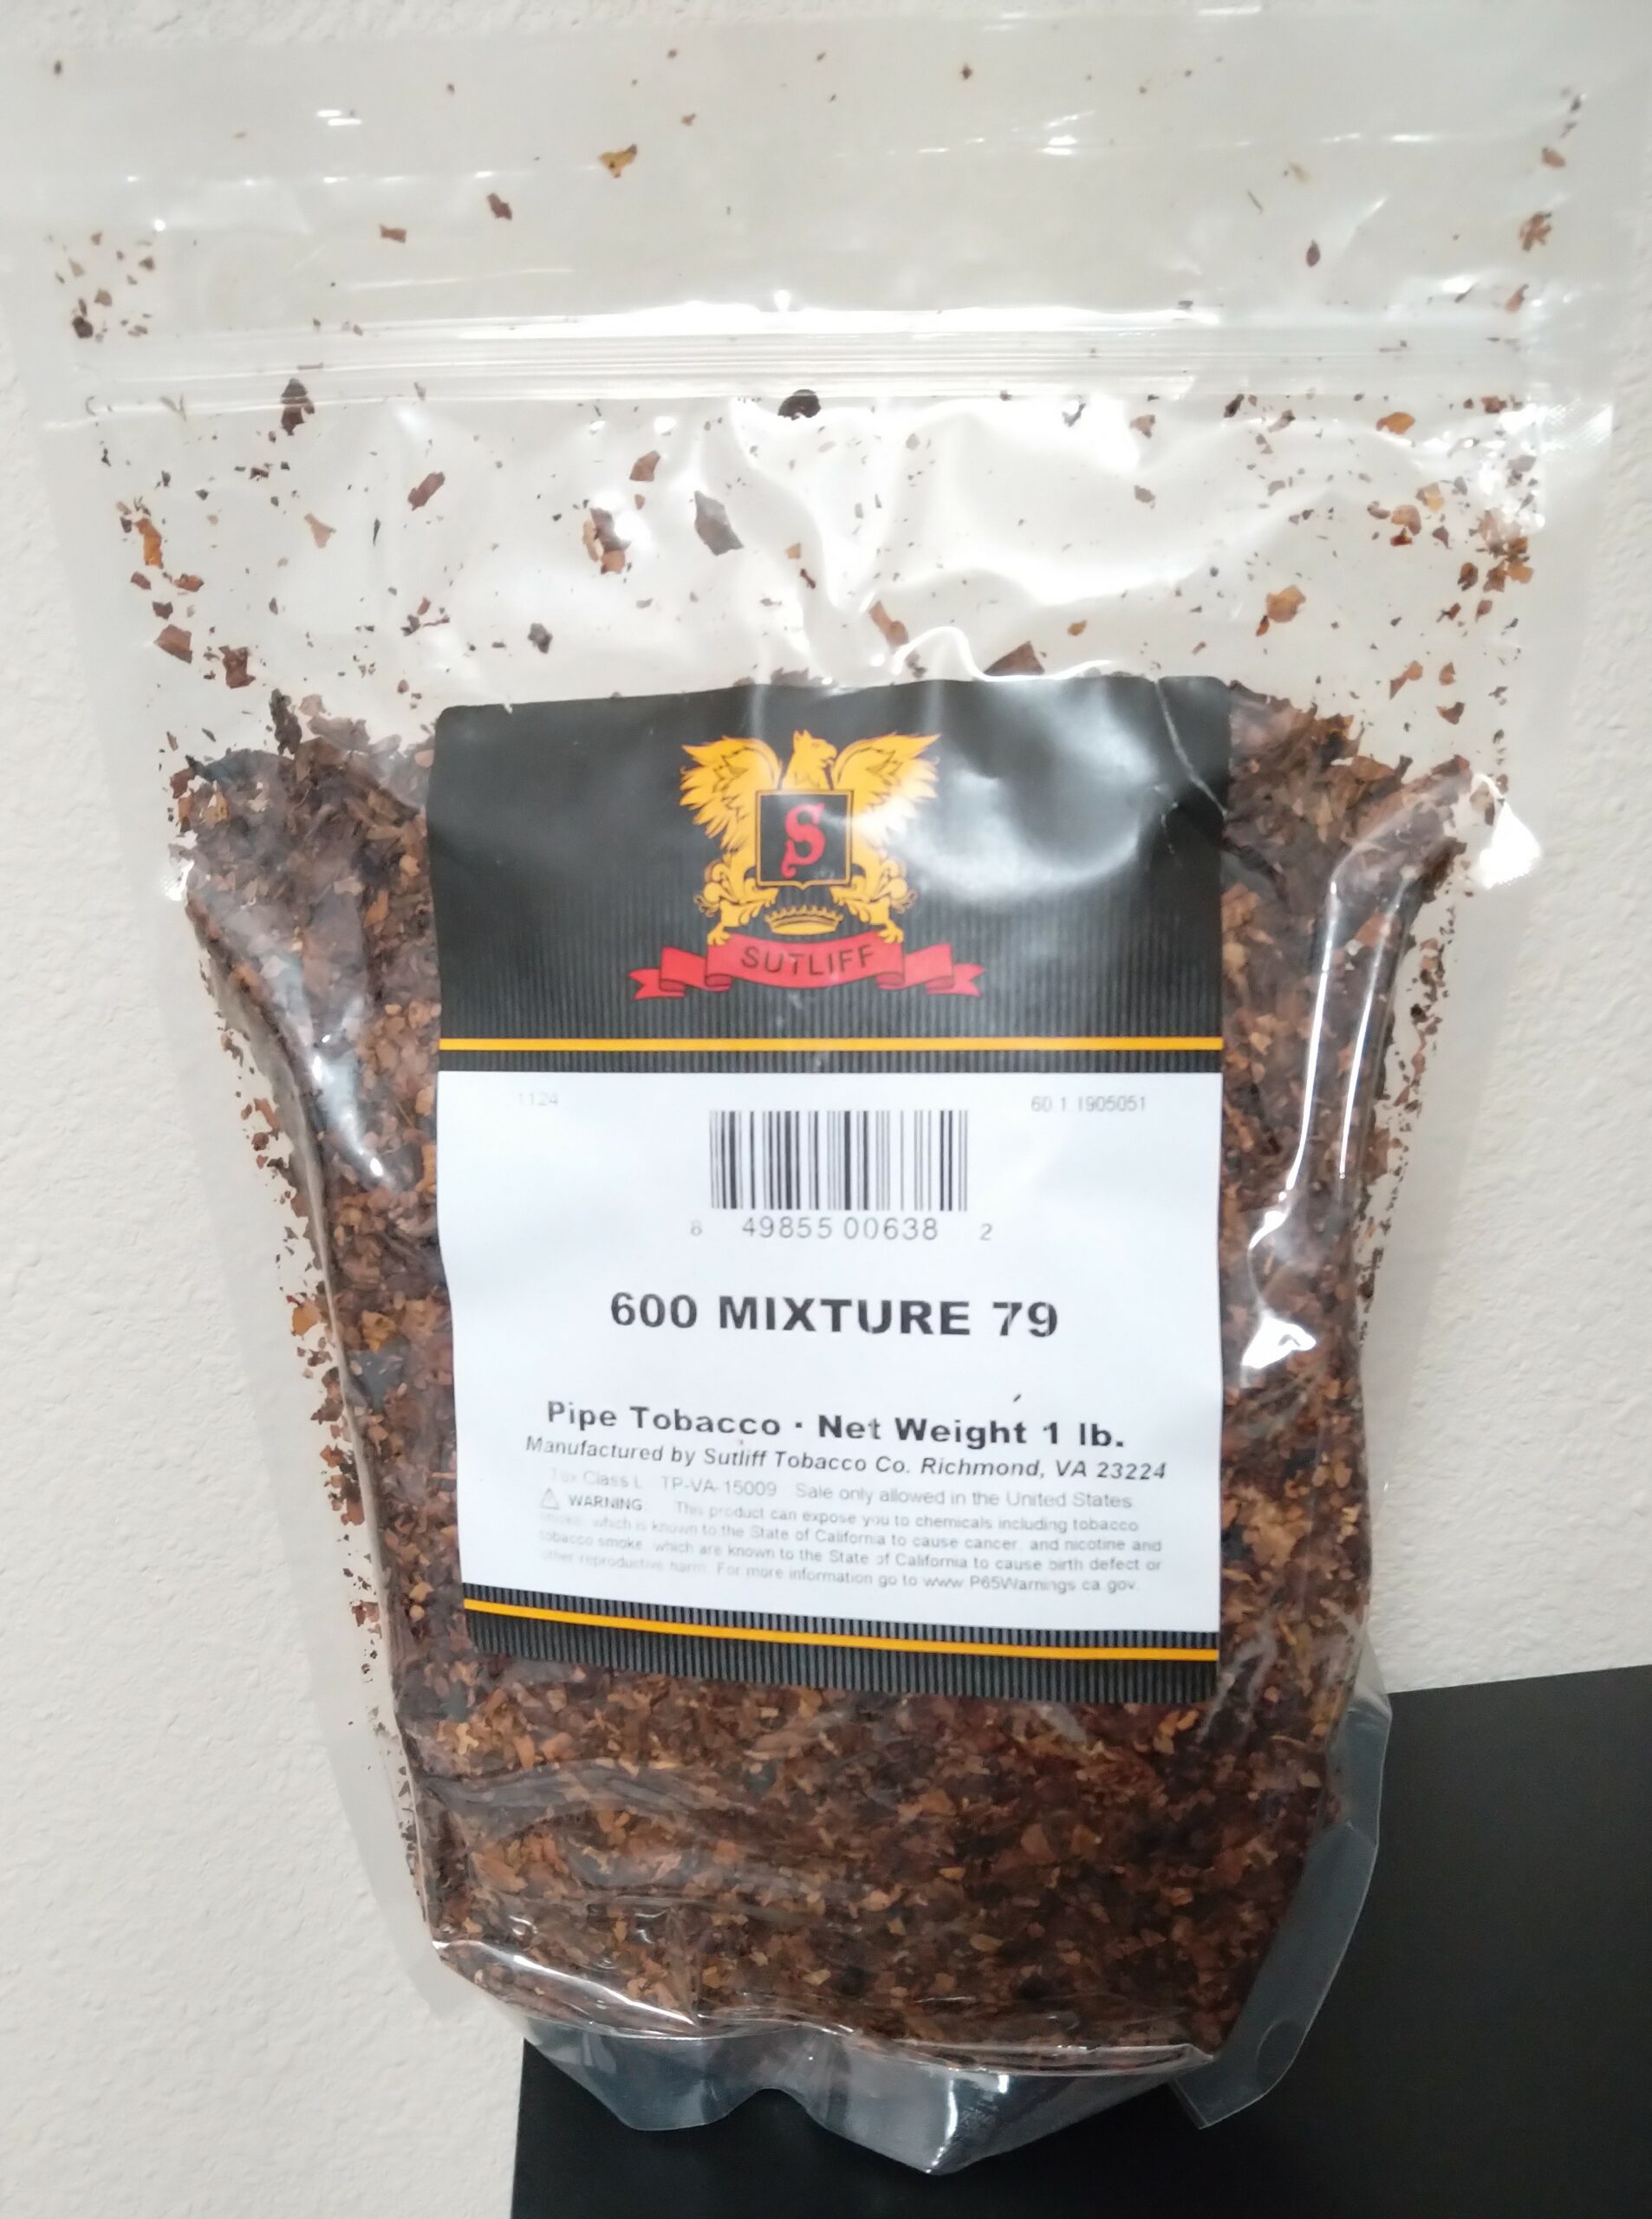 S
SUTLIFF
1124 60 1 1905051
8 49855 00638 2
600 MIXTURE 79
Pipe Tobacco · Net Weight 1 lb.
Manufactured by Sutliff Tobacco Co. Richmond, VA 23224
Tax Class L TP-VA-15009 Sale only allowed in the United States
WARNING This product can expose you to chemicals including tobacco
smoke, which is known to the State of California to cause cancer, and nicotine and
tobacco smoke, which are known to the State of California to cause birth defect or
other reproductive harm. For more information go to www.P65Warnings.ca.gov.